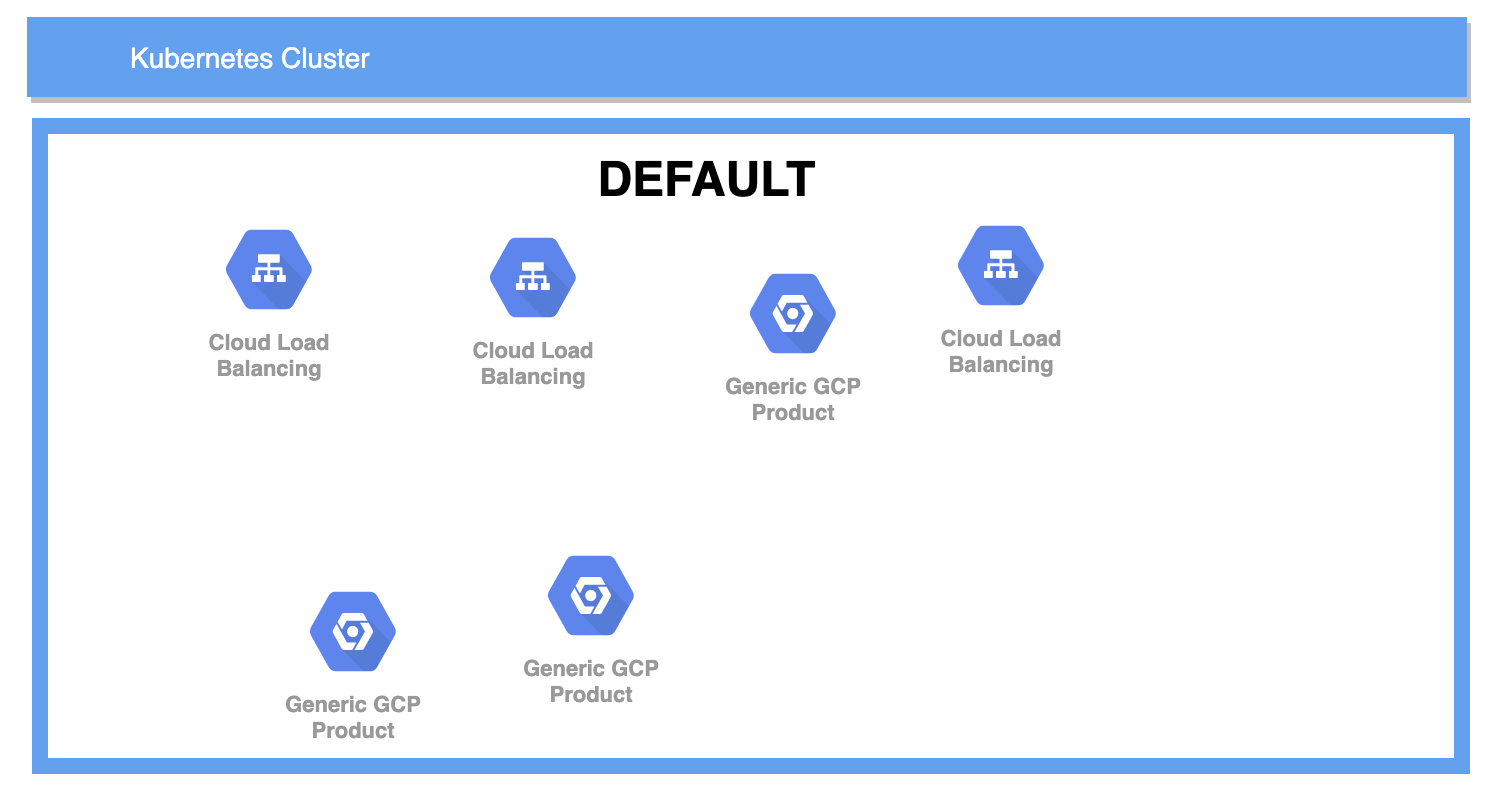 Kubernetes Cluster
DEFAULT
Cloud Load
Balancing
Cloud Load
Balancing
Generic GCP
Product
Cloud Load
Balancing
Generic GCP
Product
Generic GCP
Product